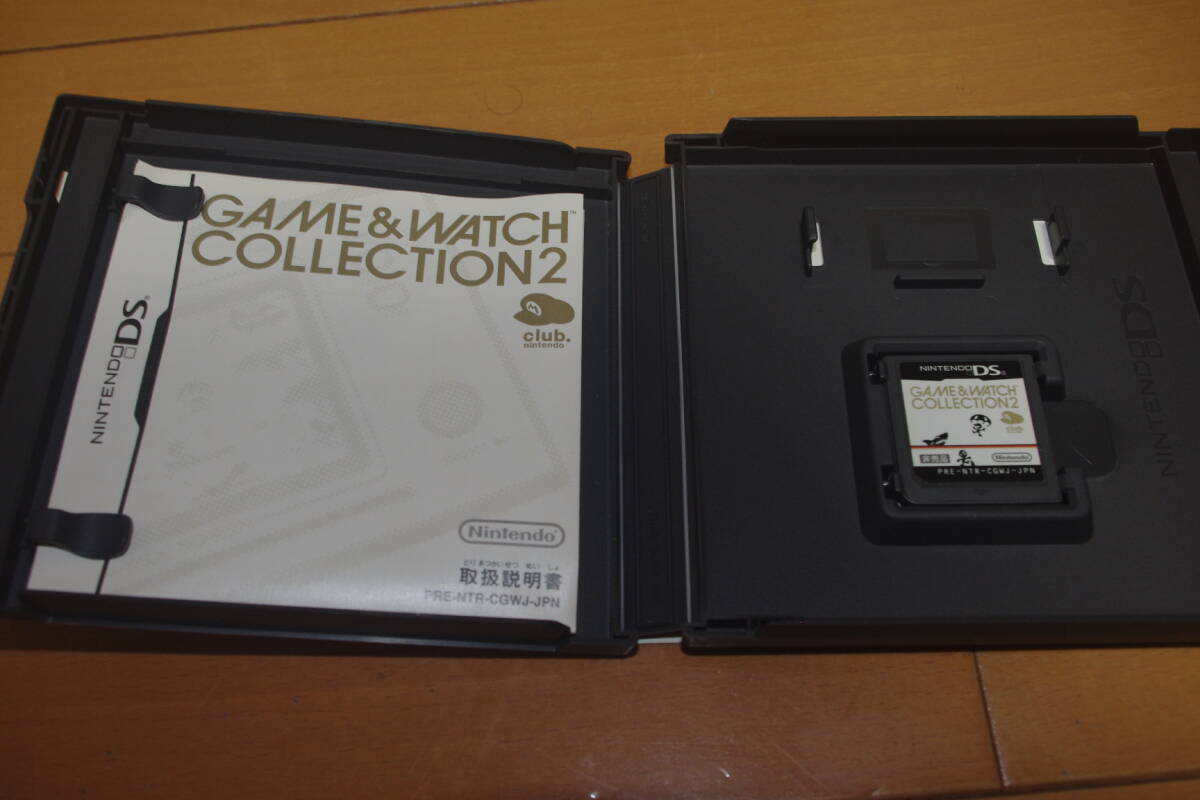 GAME & WATCH™
COLLECTION 2
club.
nintendo
NINTENDO DS®
Nintendo®
とりあつかいせつめいしょ
取扱説明書
PRE-NTR-CGWJ-JPN
NINTENDO DS
GAME & WATCH™
COLLECTION 2
club.
非売品
Nintendo
PRE-NTR-CGWJ-JPN
NINTENDO DS